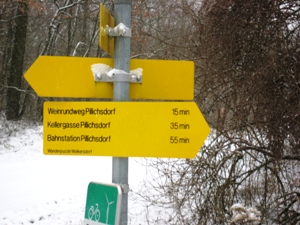 Weinrundweg Pillichsdorf 15 min
Kellergasse Pillichsdorf 35 min
Bahnstation Pillichsdorf 55 min